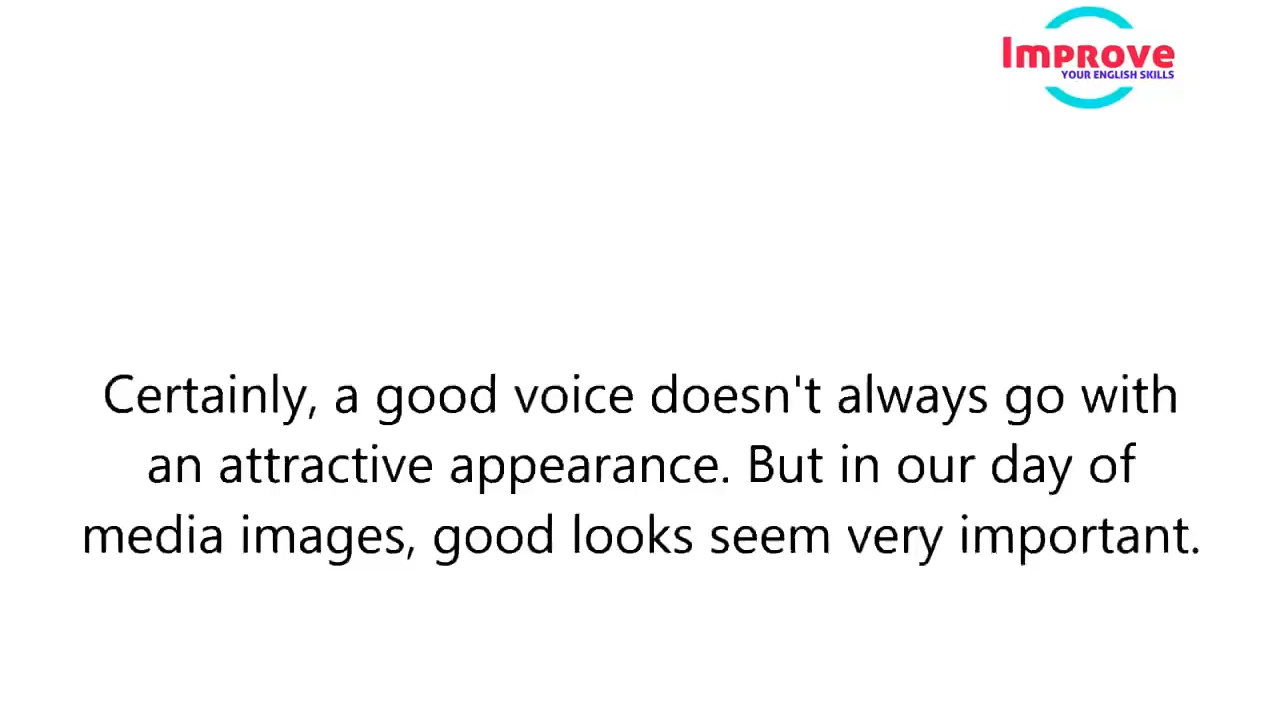 Improve
YOUR ENGLISH SKILLS
Certainly, a good voice doesn't always go with
an attractive appearance. But in our day of
media images, good looks seem very important.